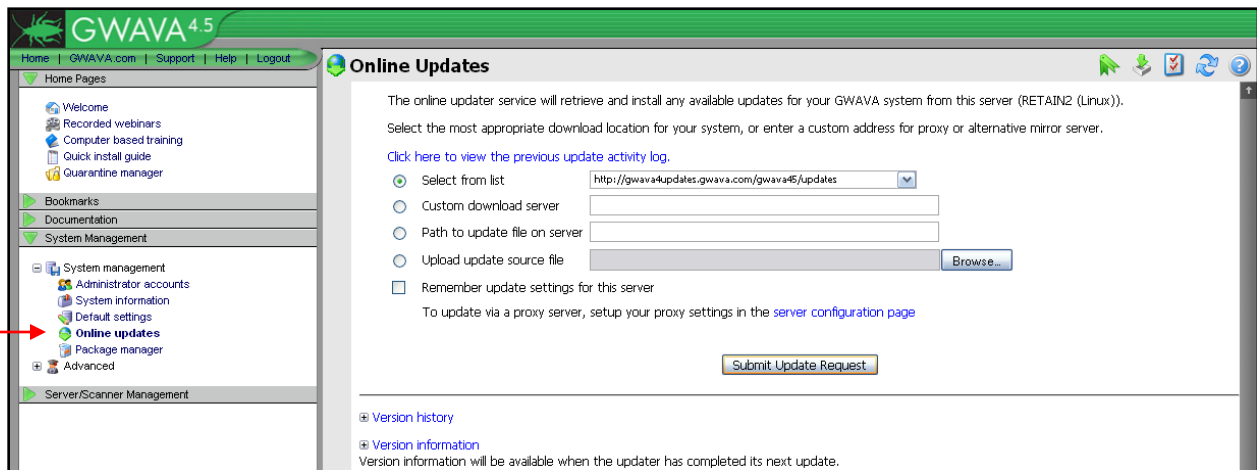 GWAVA 4.5
Home | GWAVA.com | Support | Help | Logout
Home Pages
Welcome
Recorded webinars
Computer based training
Quick install guide
Quarantine manager
Bookmarks
Documentation
System Management
System management
Administrator accounts
System information
Default settings
Online updates
Package manager
Advanced
Server/Scanner Management
Online Updates
The online updater service will retrieve and install any available updates for your GWAVA system from this server (RETAIN2 (Linux)).
Select the most appropriate download location for your system, or enter a custom address for proxy or alternative mirror server.
Click here to view the previous update activity log.
Select from list
http://gwava4updates.gwava.com/gwava45/updates
Custom download server
Path to update file on server
Upload update source file
Browse...
Remember update settings for this server
To update via a proxy server, setup your proxy settings in the server configuration page
Submit Update Request
Version history
Version information
Version information will be available when the updater has completed its next update.